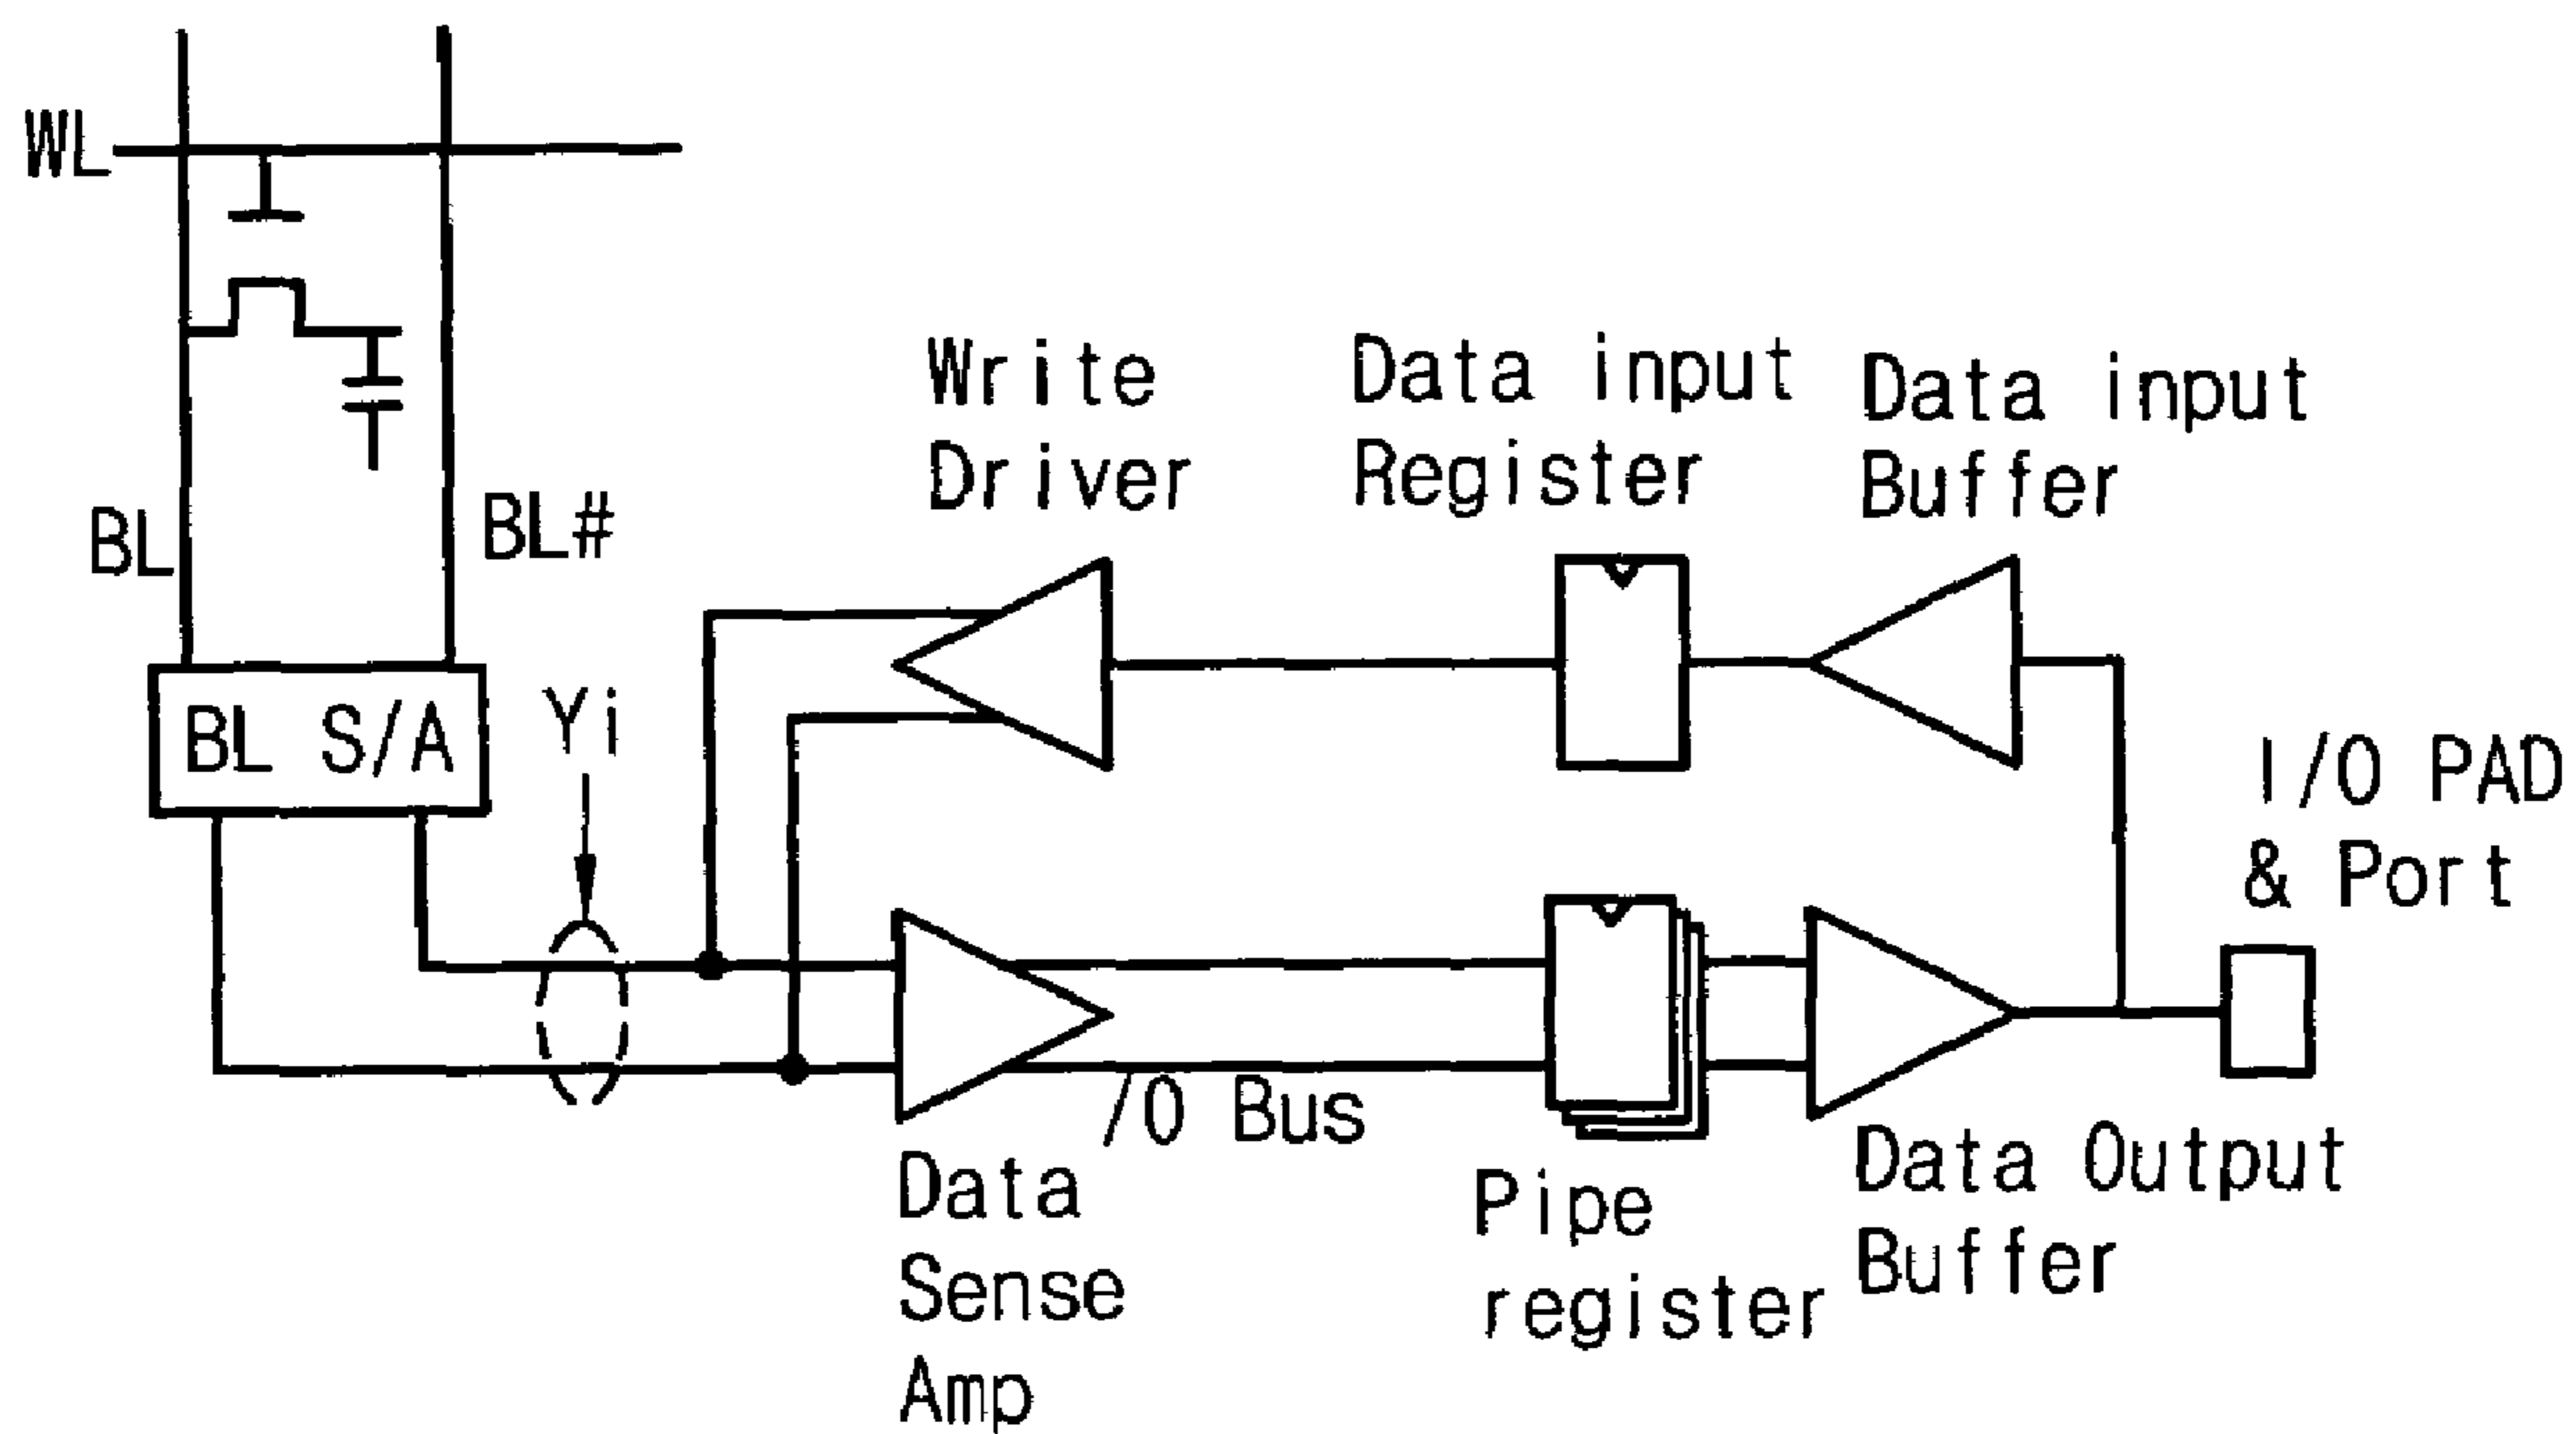 WL
BL
BL#
BL S/A
Yi
Write
Driver
Data input
Register
Data input
Buffer
I/O PAD
& Port
/O Bus
Data
Sense
Amp
Pipe
register
Data Output
Buffer